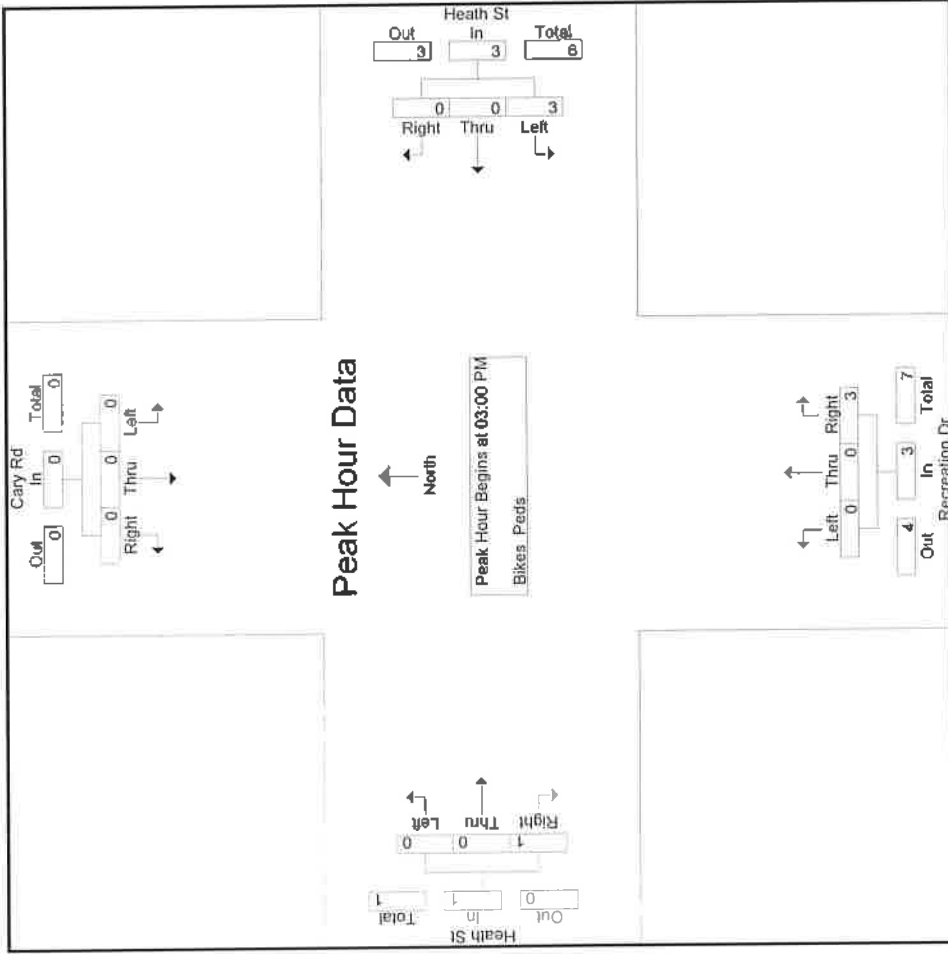 Heath St
Out In Total
3 3 6
0 0 3
Right Thru Left
Cary Rd
Out In Total
0 0 0
0 0 0
Right Thru Left
Peak Hour Data
North
Peak Hour Begins at 03:00 PM
Bikes Peds
Left Thru Right
0 0 3
4 3 7
Out In Total
Recreation Dr
Left Thru Right
0 0 1
Total In Out
1 1 0
Heath St